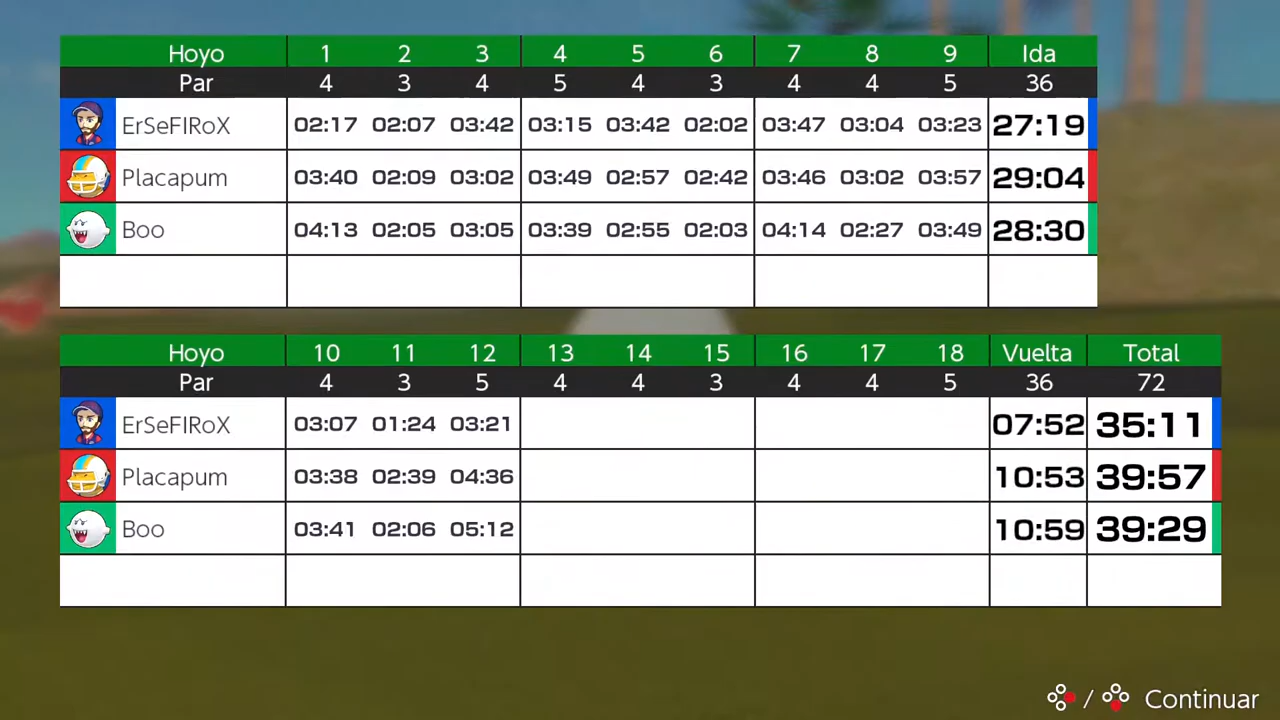 Hoyo 1 2 3 4 5 6 7 8 9 Ida
Par 4 3 4 5 4 3 4 4 5 36
ErSeFIRoX 02:17 02:07 03:42 03:15 03:42 02:02 03:47 03:04 03:23 27:19
Placapum 03:40 02:09 03:02 03:49 02:57 02:42 03:46 03:02 03:57 29:04
Boo 04:13 02:05 03:05 03:39 02:55 02:03 04:14 02:27 03:49 28:30
Hoyo 10 11 12 13 14 15 16 17 18 Vuelta Total
Par 4 3 5 4 4 3 4 4 5 36 72
ErSeFIRoX 03:07 01:24 03:21 07:52 35:11
Placapum 03:38 02:39 04:36 10:53 39:57
Boo 03:41 02:06 05:12 10:59 39:29
/ Continuar